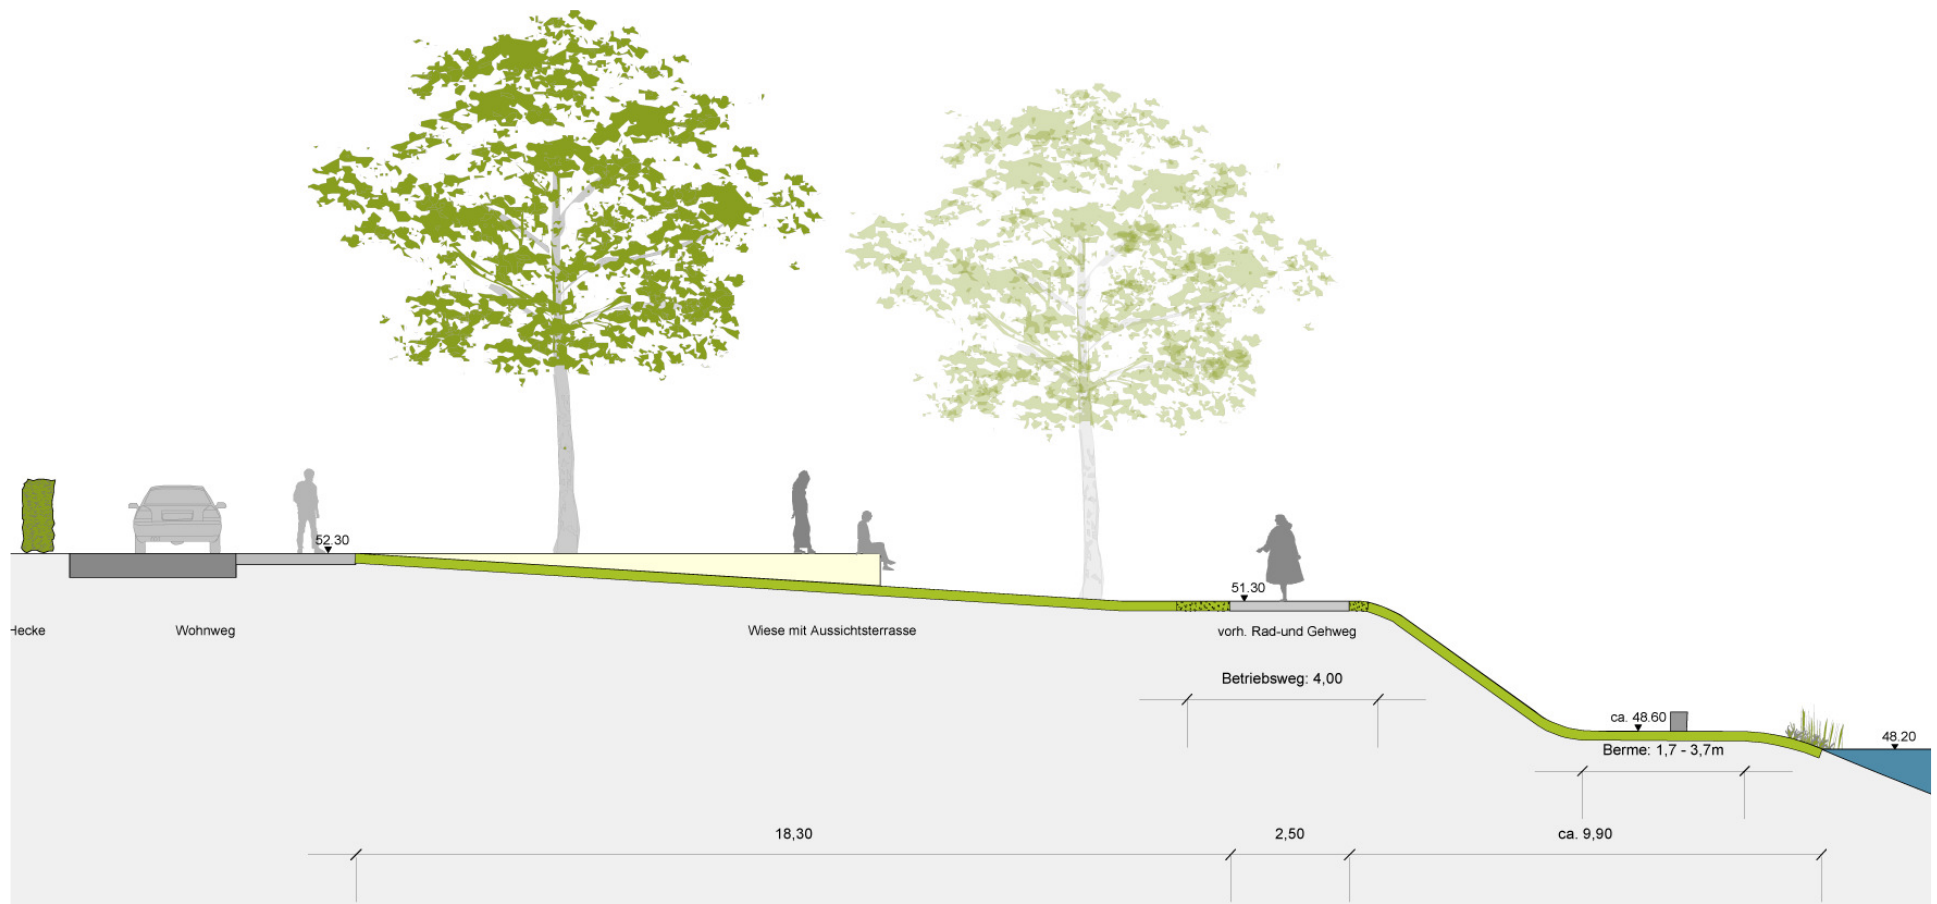 52.30
51.30
Hecke
Wohnweg
Wiese mit Aussichtsterrasse
vorh. Rad-und Gehweg
Betriebsweg: 4,00
ca. 48.60
48.20
Berme: 1,7 - 3,7m
18,30
2,50
ca. 9,90